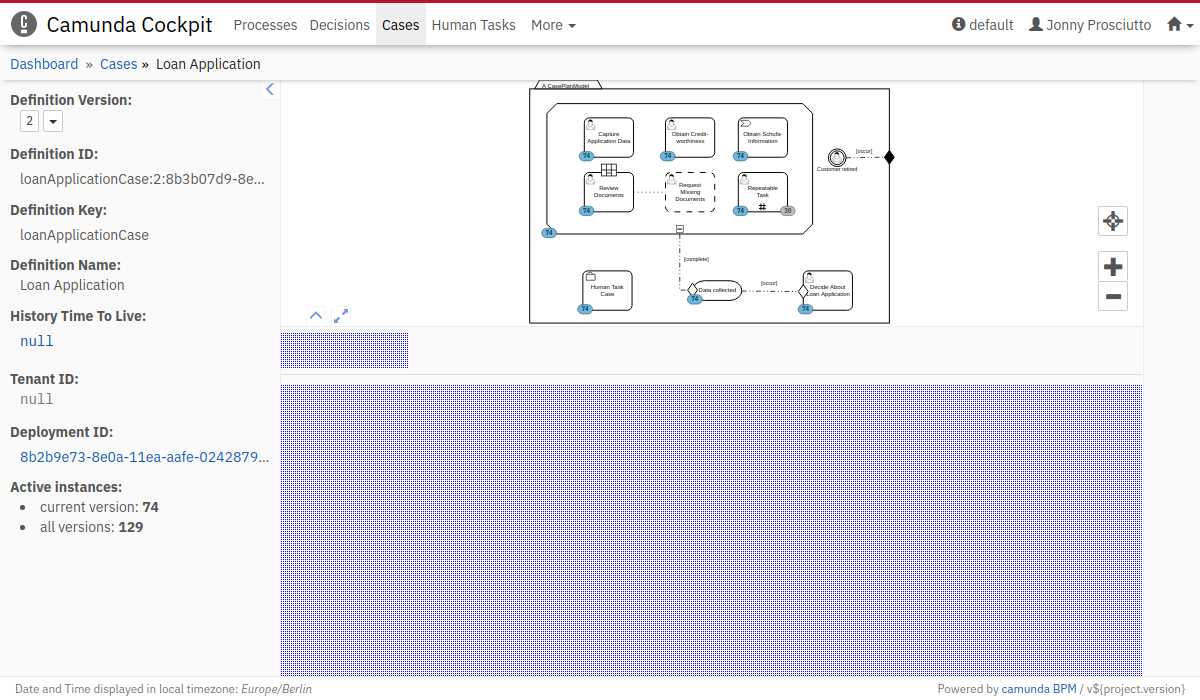 Camunda Cockpit Processes Decisions Cases Human Tasks More default Jonny Prosciutto
Dashboard » Cases » Loan Application
Definition Version:
2
Definition ID:
loanApplicationCase:2:8b3b07d9-8e...
Definition Key:
loanApplicationCase
Definition Name:
Loan Application
History Time To Live:
null
Tenant ID:
null
Deployment ID:
8b2b9e73-8e0a-11ea-aafe-0242879...
Active instances:
current version: 74
all versions: 129
A CasePlanModel
Capture
Application Data
74
Obtain Credit-
worthiness
74
Obtain Schufa-
Information
74
Review
Documents
74
Request
Missing
Documents
Repeatable
Task
74
30
74
[occur]
Customer retired
[complete]
Human Task
Case
74
Data collected
74
[occur]
Decide About
Loan Application
74
Date and Time displayed in local timezone: Europe/Berlin
Powered by camunda BPM / v${project.version}